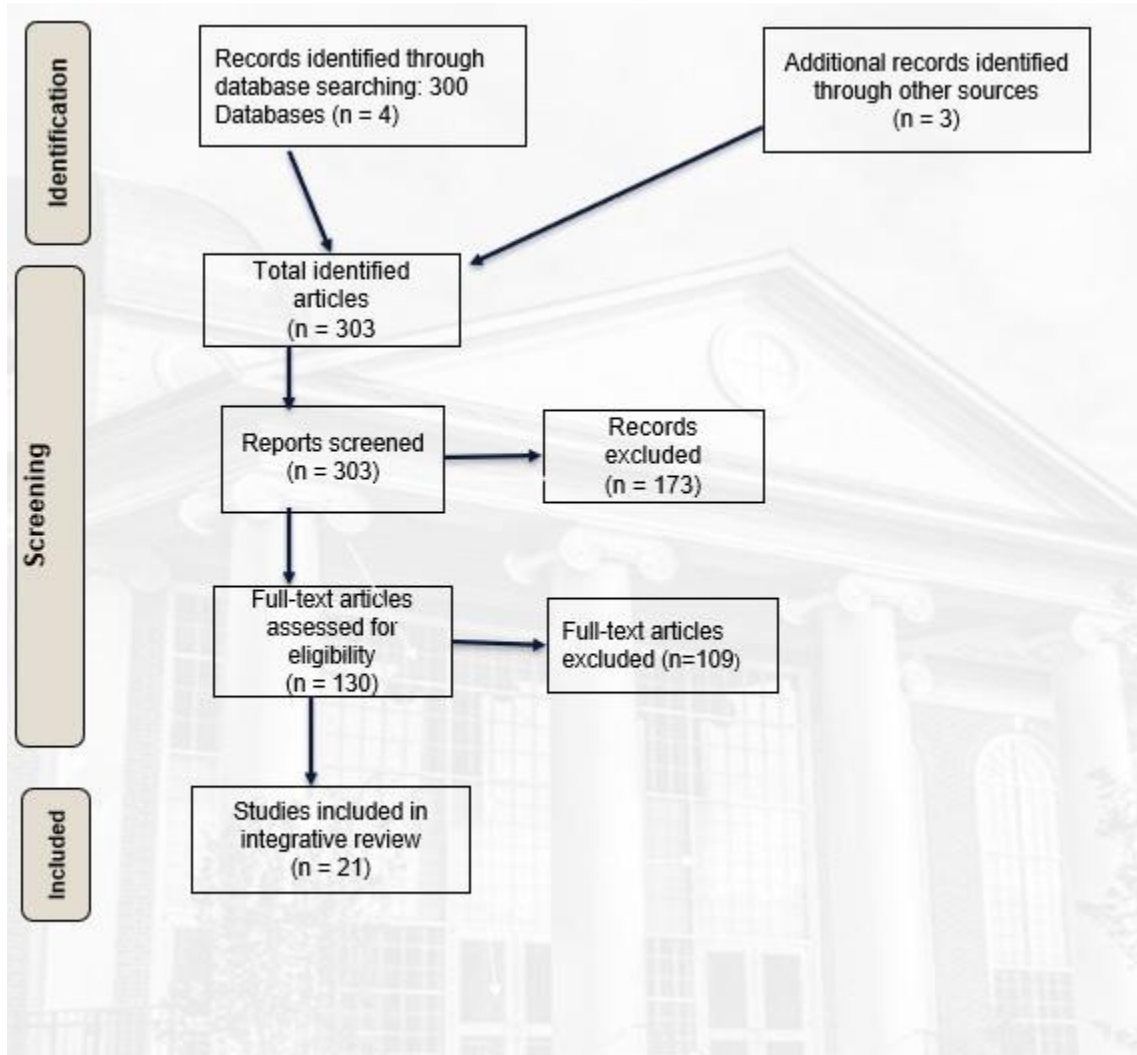 Identification
Records identified through
database searching: 300
Databases (n = 4)
Additional records identified
through other sources
(n = 3)
Screening
Total identified
articles
(n = 303
Reports screened
(n = 303)
Records
excluded
(n = 173)
Full-text articles
assessed for
eligibility
(n = 130)
Full-text articles
excluded (n=109)
Included
Studies included in
integrative review
(n = 21)